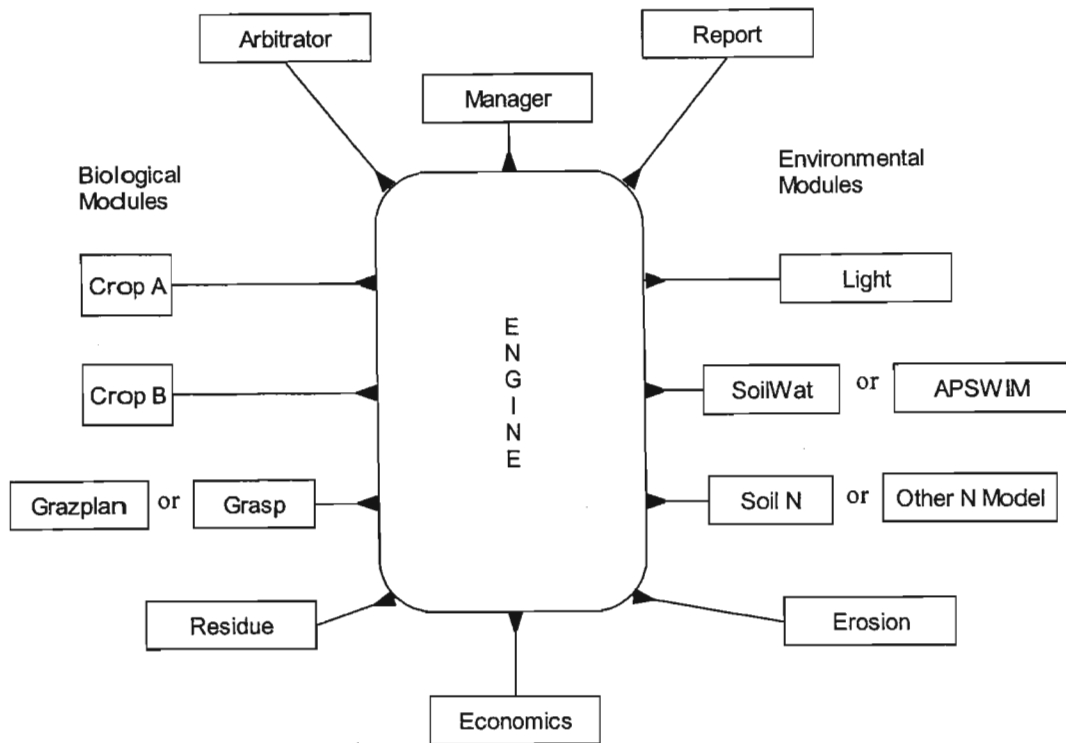 Arbitrator
Report
Manager
Biological
Modules
Environmental
Modules
Crop A
Light
ENGINE
Crop B
SoilWat or APSWIM
Grazplan or Grasp
Soil N or Other N Model
Residue
Erosion
Economics